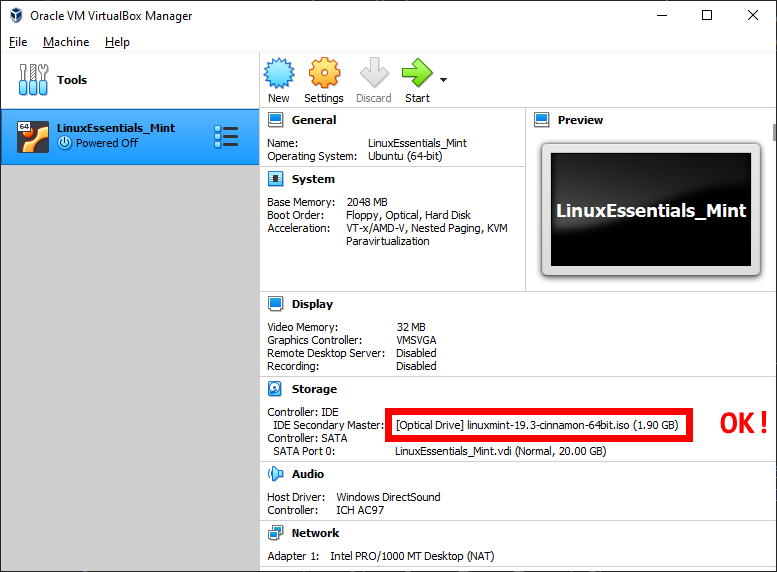 Oracle VM VirtualBox Manager
File Machine Help
Tools
New Settings Discard Start
64
LinuxEssentials_Mint
Powered Off
General
Name: LinuxEssentials_Mint
Operating System: Ubuntu (64-bit)
Preview
LinuxEssentials_Mint
System
Base Memory: 2048 MB
Boot Order: Floppy, Optical, Hard Disk
Acceleration: VT-x/AMD-V, Nested Paging, KVM
Paravirtualization
Display
Video Memory: 32 MB
Graphics Controller: VMSVGA
Remote Desktop Server: Disabled
Recording: Disabled
Storage
Controller: IDE
IDE Secondary Master: [Optical Drive] linuxmint-19.3-cinnamon-64bit.iso (1.90 GB) OK!
Controller: SATA
SATA Port 0: LinuxEssentials_Mint.vdi (Normal, 20.00 GB)
Audio
Host Driver: Windows DirectSound
Controller: ICH AC97
Network
Adapter 1: Intel PRO/1000 MT Desktop (NAT)